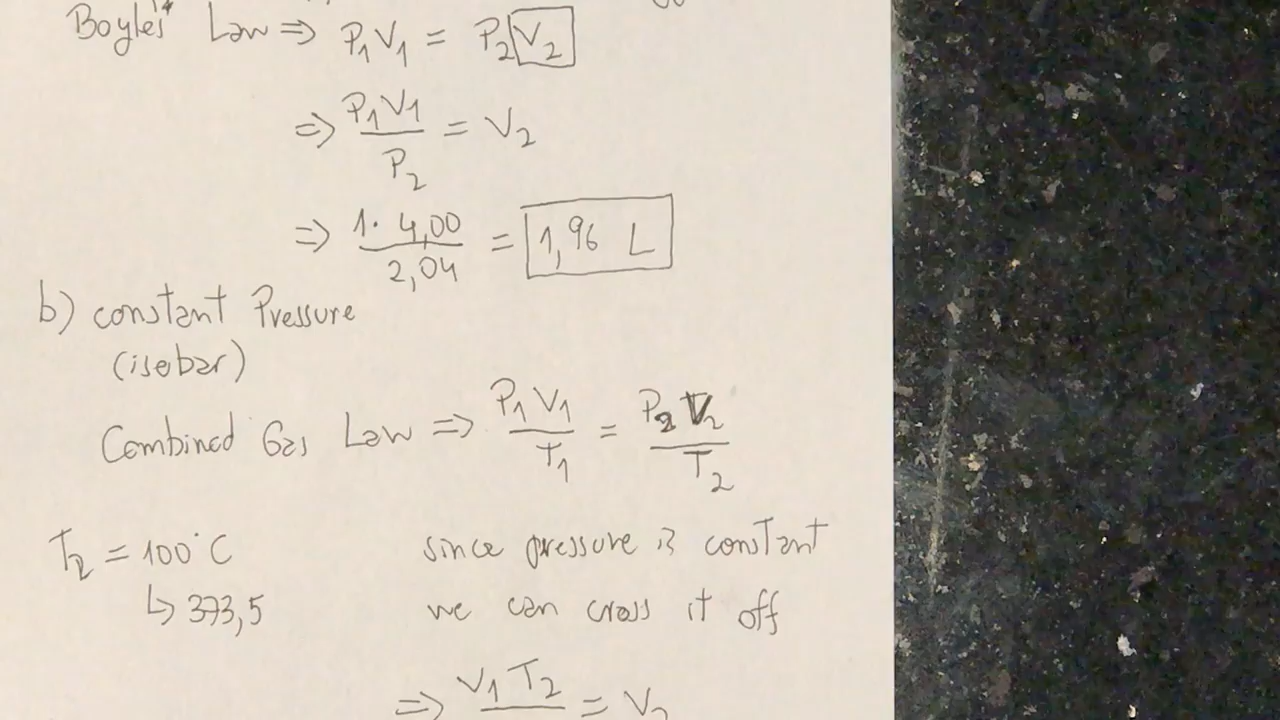 Boyles' Law => P₁V₁ = P₂V₂
=> P₁V₁ / P₂ = V₂
=> 1· 4,00 / 2,04 = 1,96 L
b) constant Pressure
(isobar)
Combined Gas Law => P₁V₁ / T₁ = P₂V₂ / T₂
T₂ = 100°C
↳ 373,5
since pressure is constant
we can cross it off
=> V₁T₂ = V₂